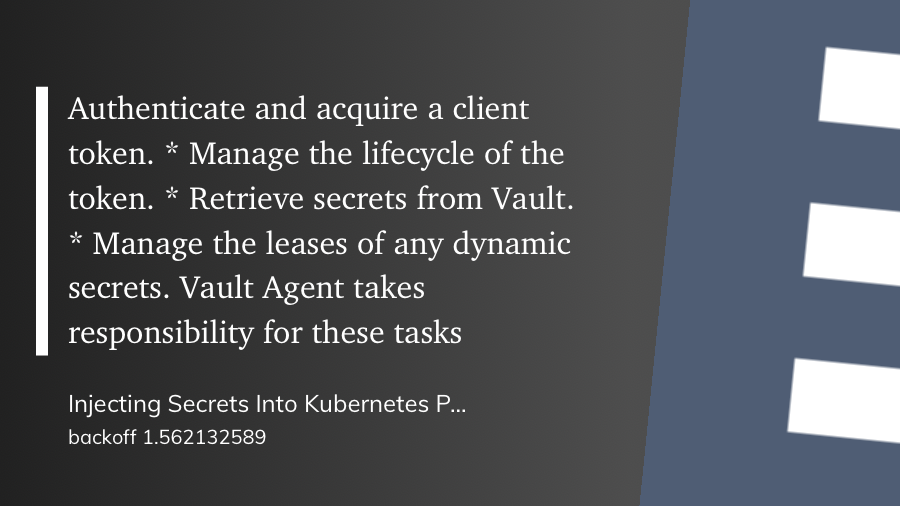 Authenticate and acquire a client
token. * Manage the lifecycle of the
token. * Retrieve secrets from Vault.
* Manage the leases of any dynamic
secrets. Vault Agent takes
responsibility for these tasks
Injecting Secrets Into Kubernetes P...
backoff 1.562132589